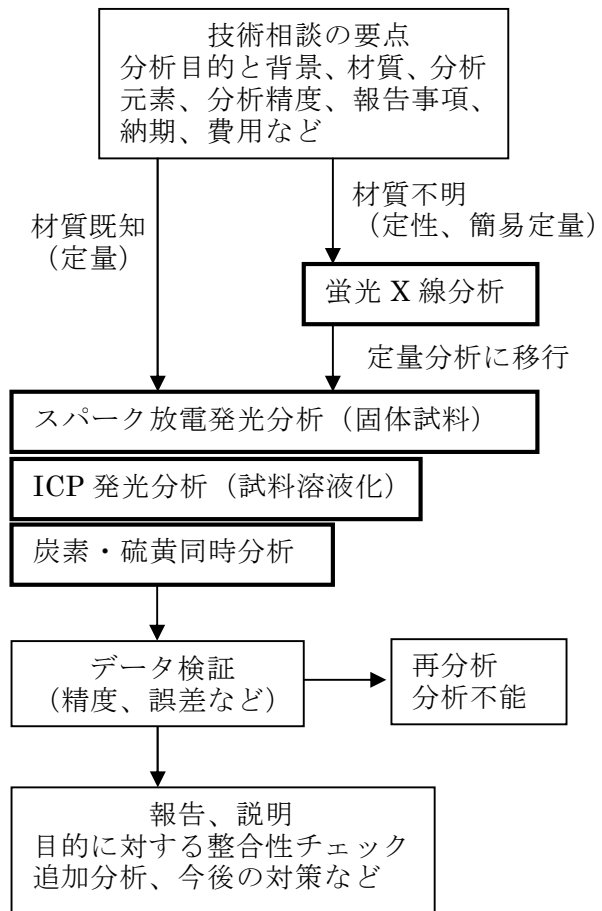 技術相談の要点
分析目的と背景、材質、分析
元素、分析精度、報告事項、
納期、費用など
材質既知
（定量）
材質不明
（定性、簡易定量）
蛍光 X 線分析
定量分析に移行
スパーク放電発光分析（固体試料）
ICP 発光分析（試料溶液化）
炭素・硫黄同時分析
データ検証
（精度、誤差など）
再分析
分析不能
報告、説明
目的に対する整合性チェック
追加分析、今後の対策など